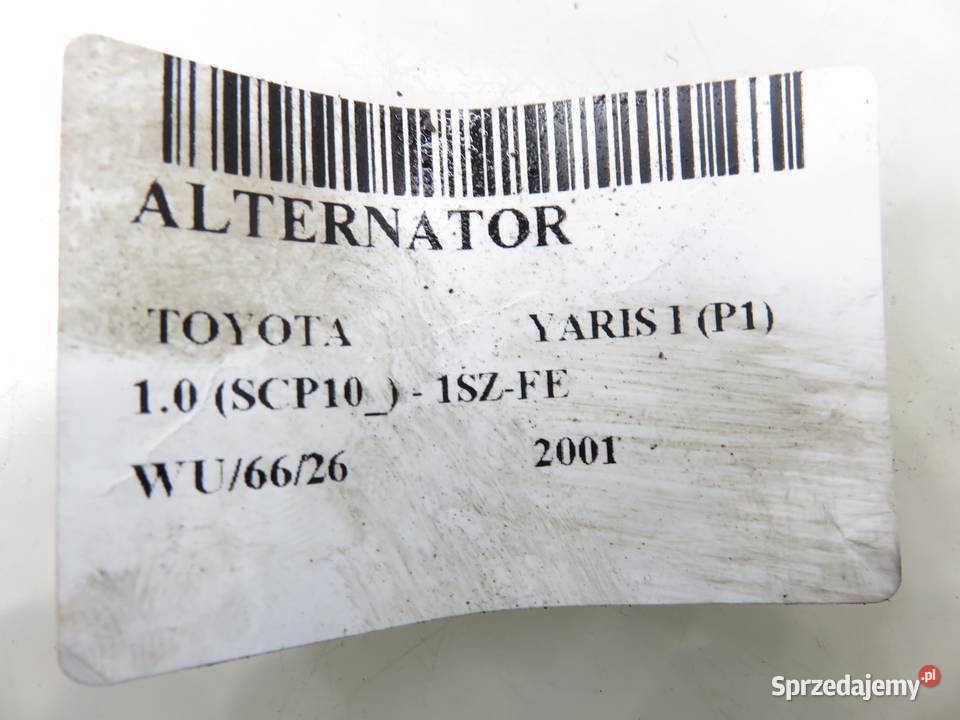 ALTERNATOR
TOYOTA YARIS I (P1)
1.0 (SCP10_) - 1SZ-FE
WU/66/26 2001
Sprzedajemy.pl